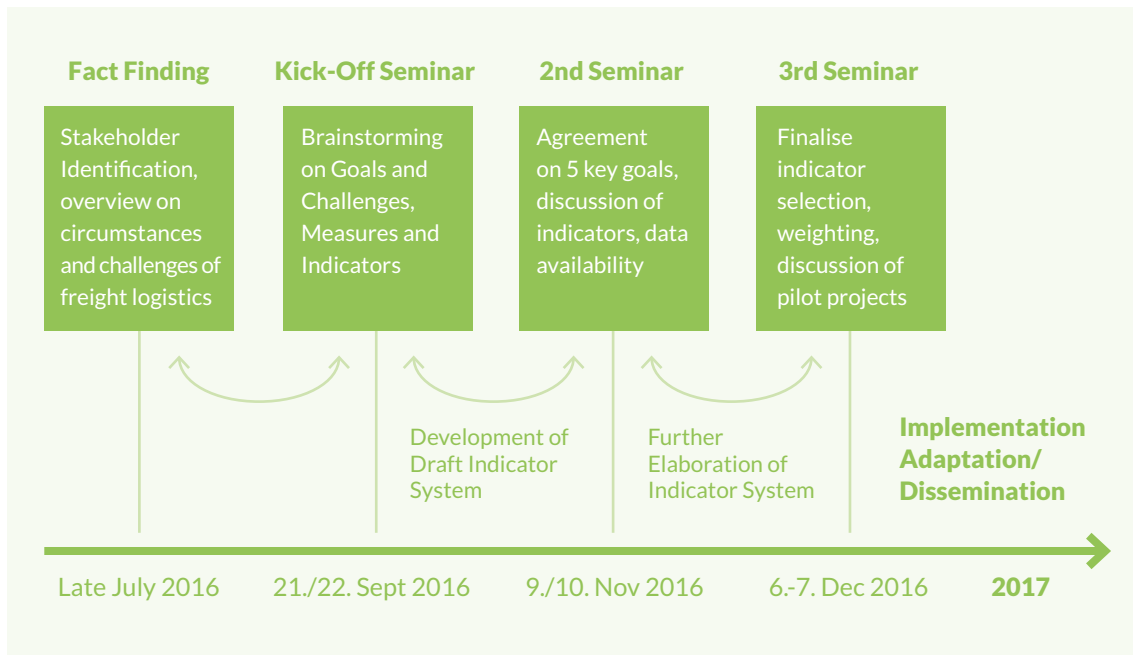 Fact Finding
Stakeholder
Identification,
overview on
circumstances
and challenges of
freight logistics
Kick-Off Seminar
Brainstorming
on Goals and
Challenges,
Measures and
Indicators
2nd Seminar
Agreement
on 5 key goals,
discussion of
indicators, data
availability
3rd Seminar
Finalise
indicator
selection,
weighting,
discussion of
pilot projects
Development of
Draft Indicator
System
Further
Elaboration of
Indicator System
Implementation
Adaptation/
Dissemination
Late July 2016
21./22. Sept 2016
9./10. Nov 2016
6.-7. Dec 2016
2017